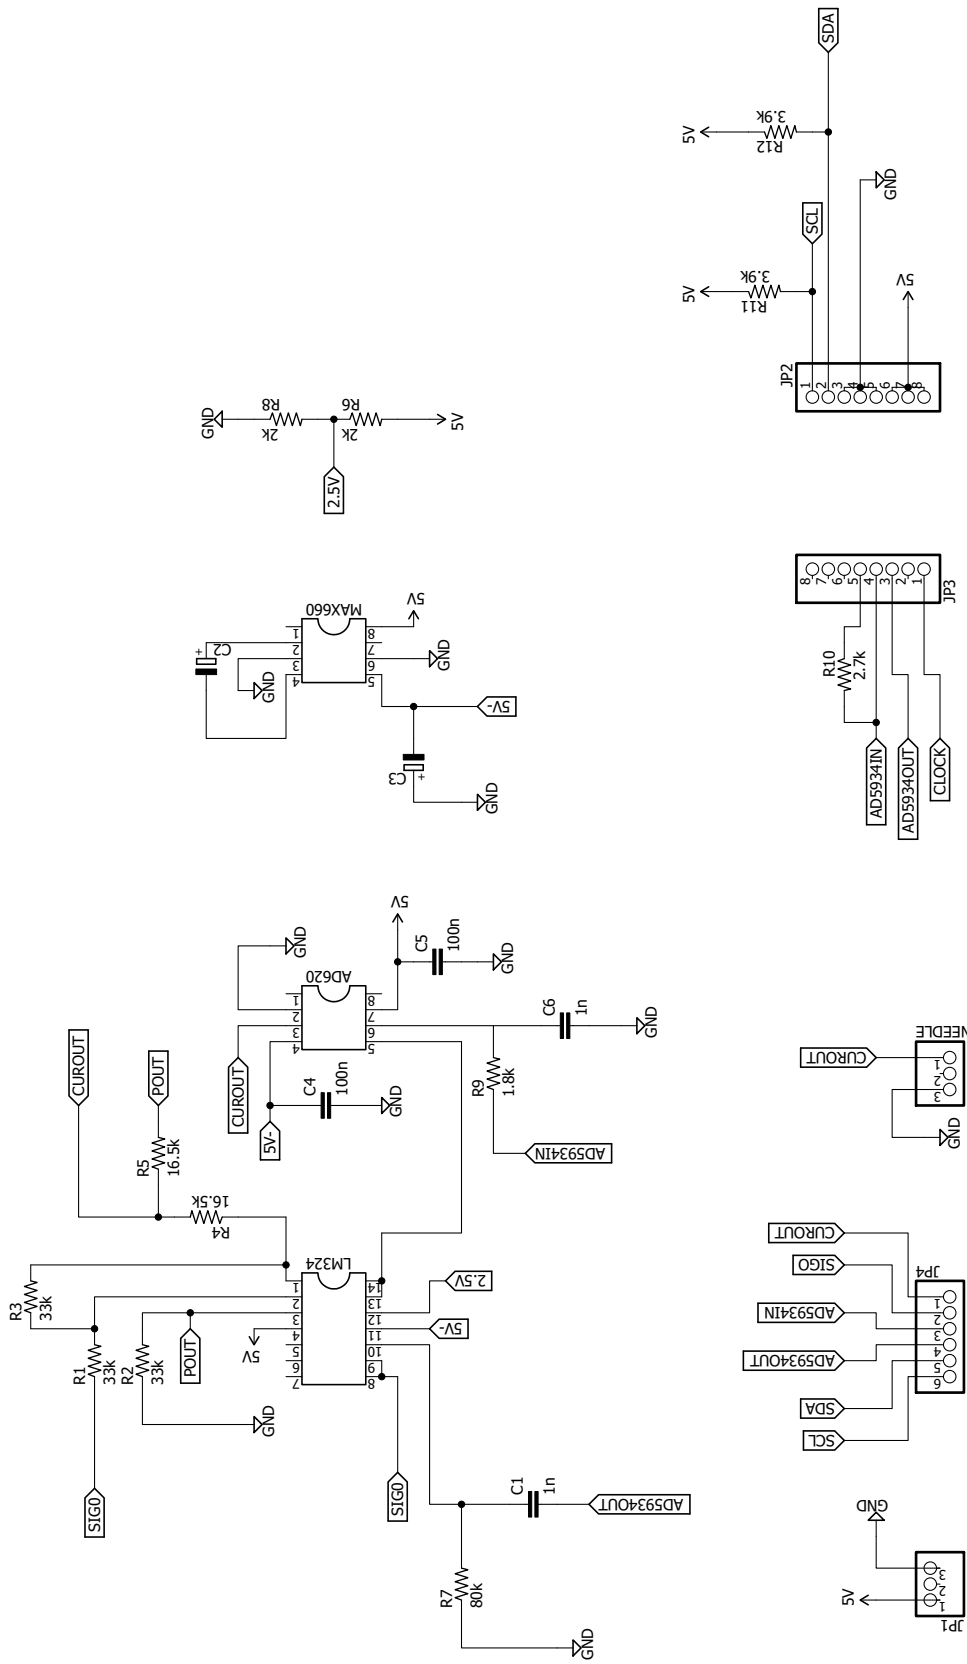 SDA
5V
3.9k
R12
GND
SCL
5V
3.9k
R11
5V
JP2
1
2
3
4
5
6
7
8
GND
R8
2k
R6
2k
5V
2.5V
8
7
6
5
4
3
2
1
JP3
R10
2.7k
AD5934IN
AD5934OUT
CLOCK
MAX660
1
2
3
4
8
7
6
5
+
C2
GND
5V
GND
5V-
C3
+
GND
AD620
1
2
3
4
8
7
6
5
GND
5V
C5
100n
GND
CUROUT
5V-
C4
100n
GND
C6
1n
GND
R9
1.8k
AD5934IN
CUROUT
POUT
R5
16.5k
R4
16.5k
LM324
1
2
3
4
5
6
7
14
13
12
11
10
9
8
R3
33k
R1
33k
R2
33k
POUT
5V
GND
SIG0
2.5V
5V-
SIG0
C1
1n
AD5934OUT
R7
80k
GND
NEEDLE
1
2
3
CUROUT
GND
JP4
1
2
3
4
5
6
CUROUT
SIGO
AD5934IN
AD5934OUT
SDA
SCL
JP1
1
2
3
5V
GND